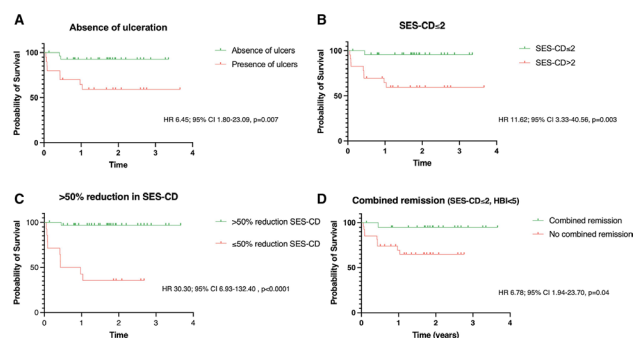 A
Absence of ulceration
Probability of Survival
100
50
0
0 1 2 3 4
Time
Absence of ulcers
Presence of ulcers
HR 6.45; 95% CI 1.80-23.09, p=0.007
B
SES-CD≤2
Probability of Survival
100
50
0
0 1 2 3 4
Time
SES-CD≤2
SES-CD>2
HR 11.62; 95% CI 3.33-40.56, p=0.003
C
>50% reduction in SES-CD
Probability of Survival
100
50
0
0 1 2 3 4
Time
>50% reduction SES-CD
≤50% reduction SES-CD
HR 30.30; 95% CI 6.93-132.40 , p<0.0001
D
Combined remission (SES-CD≤2, HBI<5)
Probability of Survival
100
50
0
0 1 2 3 4
Time (years)
Combined remission
No combined remission
HR 6.78; 95% CI 1.94-23.70, p=0.04